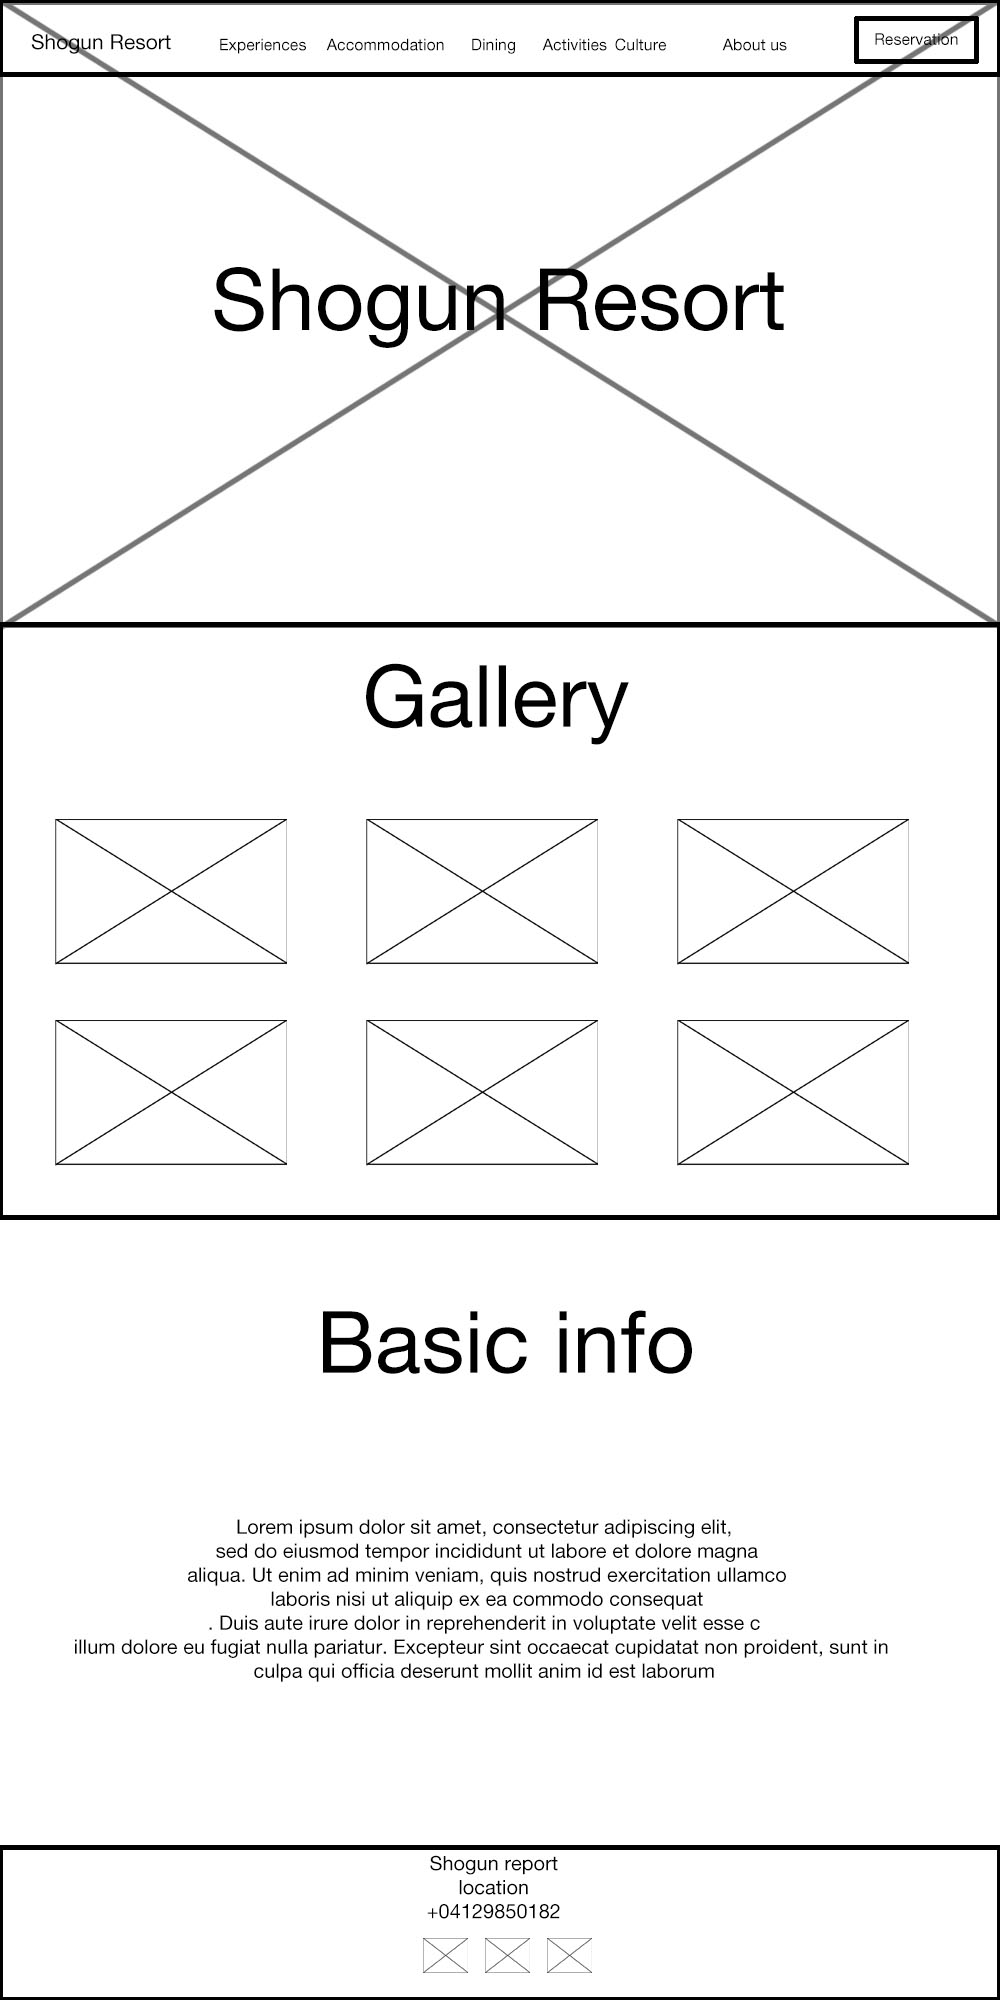 Shogun Resort Experiences Accommodation Dining Activities Culture About us Reservation
Shogun Resort
Gallery
Basic info
Lorem ipsum dolor sit amet, consectetur adipiscing elit,
sed do eiusmod tempor incididunt ut labore et dolore magna
aliqua. Ut enim ad minim veniam, quis nostrud exercitation ullamco
laboris nisi ut aliquip ex ea commodo consequat
. Duis aute irure dolor in reprehenderit in voluptate velit esse c
illum dolore eu fugiat nulla pariatur. Excepteur sint occaecat cupidatat non proident, sunt in
culpa qui officia deserunt mollit anim id est laborum
Shogun report
location
+04129850182